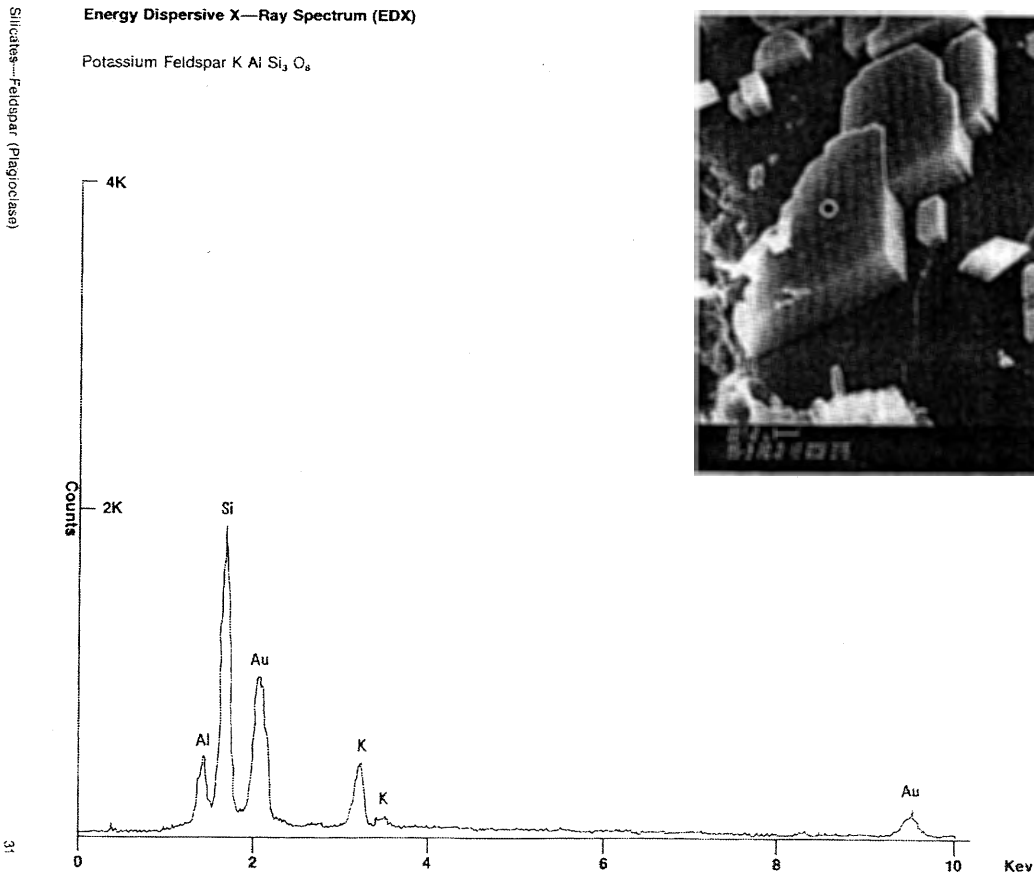 Energy Dispersive X—Ray Spectrum (EDX)
Potassium Feldspar K Al Si₃ O₈
Silicates—Feldspar (Plagioclase)
4K
2K
Counts
Si
Au
Al
K
K
Au
0
2
4
6
8
10
Kev
31